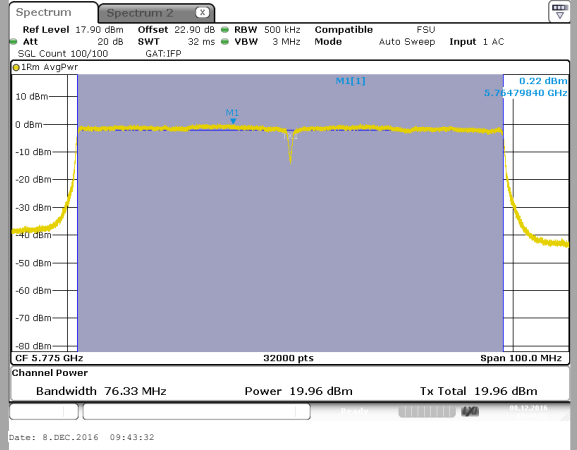 Spectrum
Spectrum 2 X
Ref Level 17.90 dBm Offset 22.90 dB RBW 500 kHz Compatible FSU
Att 20 dB SWT 32 ms VBW 3 MHz Mode Auto Sweep Input 1 AC
SGL Count 100/100 GAT:IFP
1Rm AvgPwr
M1[1] 0.22 dBm
5.76479840 GHz
10 dBm
M1
0 dBm
-10 dBm
-20 dBm
-30 dBm
-40 dBm
-50 dBm
-60 dBm
-70 dBm
-80 dBm
CF 5.775 GHz 32000 pts Span 100.0 MHz
Channel Power
Bandwidth 76.33 MHz Power 19.96 dBm Tx Total 19.96 dBm
Ready 08.12.2016
Date: 8.DEC.2016 09:43:32